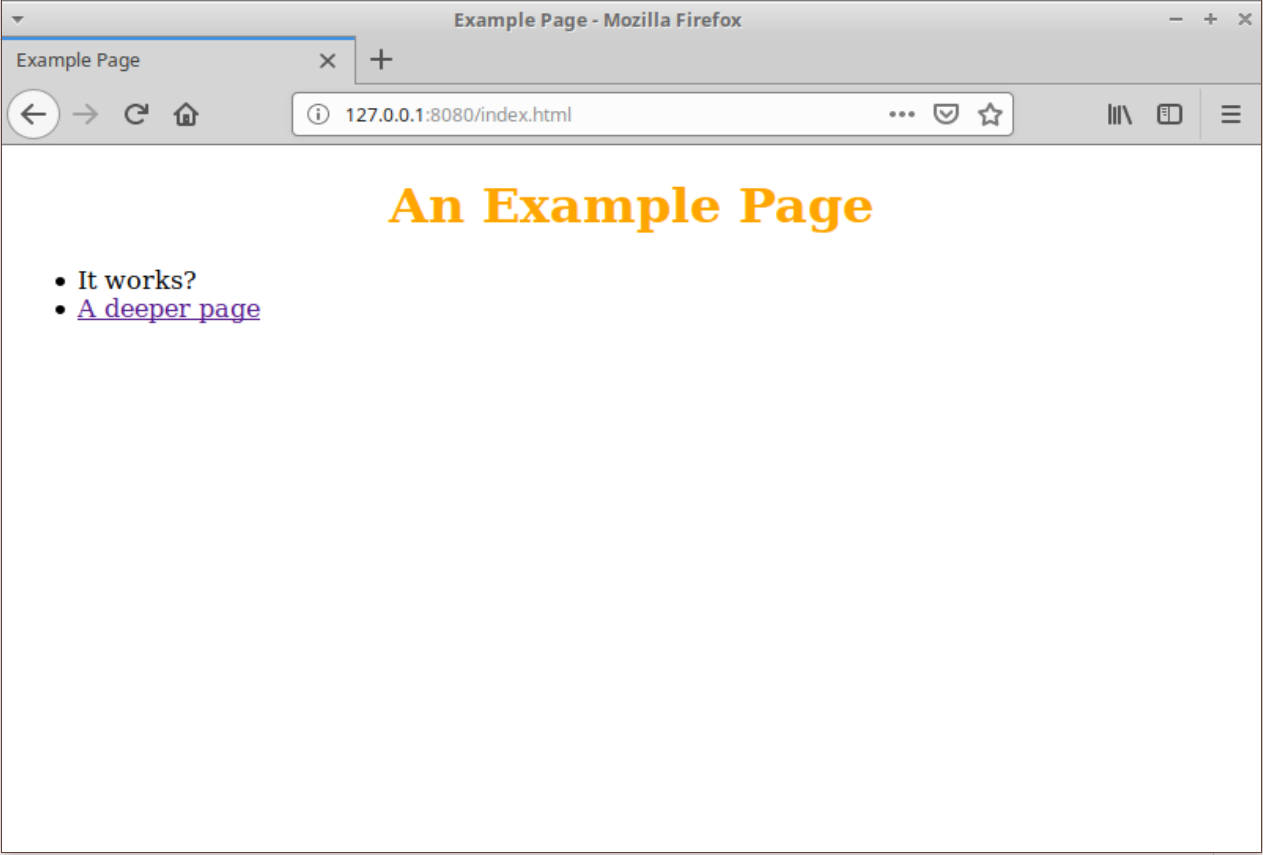 Example Page - Mozilla Firefox
Example Page
127.0.0.1:8080/index.html
An Example Page
It works?
A deeper page